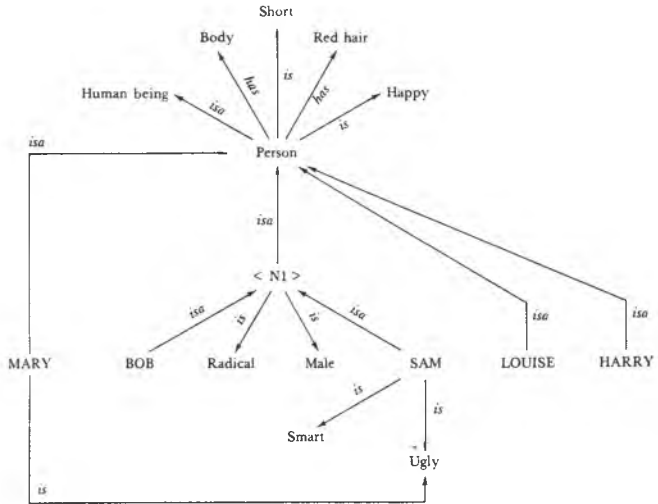 Short
Body
Red hair
Human being
Happy
has
is
has
isa
is
isa
Person
isa
< N1 >
isa
is
is
isa
isa
isa
MARY
BOB
Radical
Male
SAM
LOUISE
HARRY
is
is
Smart
Ugly
is